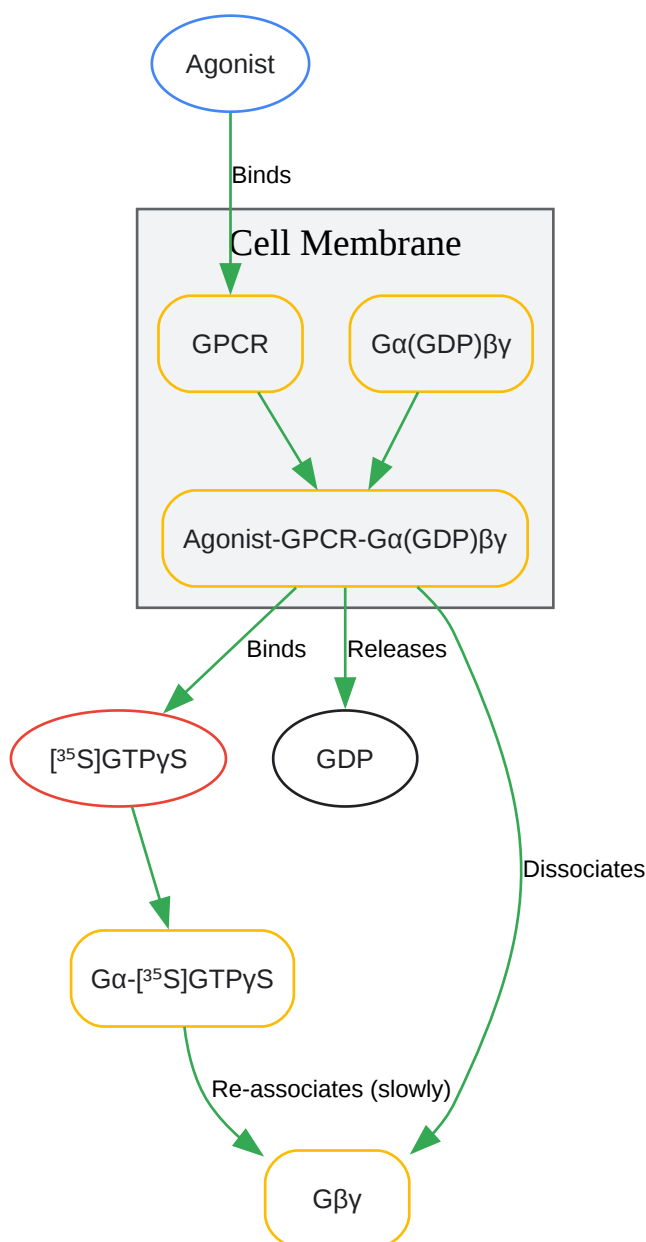 Agonist
Binds
Cell Membrane
GPCR
Gα(GDP)βγ
Agonist-GPCR-Gα(GDP)βγ
Binds
Releases
[³⁵S]GTPγS
GDP
Dissociates
Gα-[³⁵S]GTPγS
Re-associates (slowly)
Gβγ